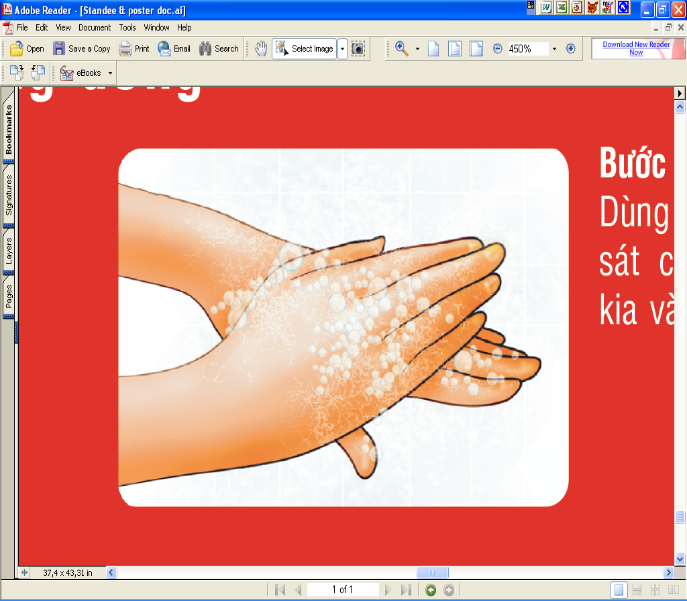 Adobe Reader - [Standee & poster doc.ai]
File Edit View Document Tools Window Help
Open Save a Copy Print Email Search Select Image 450% Download New Reader Now
eBooks
Bookmarks
Signatures
Layers
Pages
Bước
Dùng
sát c
kia và
37,4 x 43,31 in
1 of 1